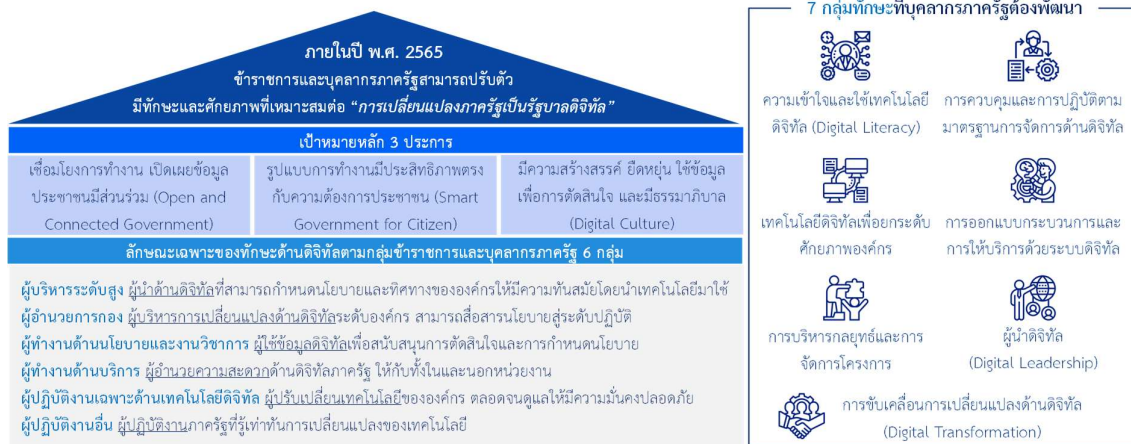 ภายในปี พ.ศ. 2565
ข้าราชการและบุคลากรภาครัฐสามารถปรับตัว
มีทักษะและศักยภาพที่เหมาะสมต่อ “การเปลี่ยนแปลงภาครัฐเป็นรัฐบาลดิจิทัล”
เป้าหมายหลัก 3 ประการ
เชื่อมโยงการทำงาน เปิดเผยข้อมูล
ประชาชนมีส่วนร่วม (Open and
Connected Government)
รูปแบบการทำงานมีประสิทธิภาพตรง
กับความต้องการประชาชน (Smart
Government for Citizen)
มีความสร้างสรรค์ ยืดหยุ่น ใช้ข้อมูล
เพื่อการตัดสินใจ และมีธรรมาภิบาล
(Digital Culture)
ลักษณะเฉพาะของทักษะด้านดิจิทัลตามกลุ่มข้าราชการและบุคลากรภาครัฐ 6 กลุ่ม
ผู้บริหารระดับสูง ผู้นำด้านดิจิทัลที่สามารถกำหนดนโยบายและทิศทางขององค์กรให้มีความทันสมัยโดยนำเทคโนโลยีมาใช้
ผู้อำนวยการกอง ผู้บริหารการเปลี่ยนแปลงด้านดิจิทัลระดับองค์กร สามารถสื่อสารนโยบายสู่ระดับปฏิบัติ
ผู้ทำงานด้านนโยบายและงานวิชาการ ผู้ใช้ข้อมูลดิจิทัลเพื่อสนับสนุนการตัดสินใจและการกำหนดนโยบาย
ผู้ทำงานด้านบริการ ผู้อำนวยความสะดวกด้านดิจิทัลภาครัฐ ให้กับทั้งในและนอกหน่วยงาน
ผู้ปฏิบัติงานเฉพาะด้านเทคโนโลยีดิจิทัล ผู้ปรับเปลี่ยนเทคโนโลยีขององค์กร ตลอดจนดูแลให้มีความมั่นคงปลอดภัย
ผู้ปฏิบัติงานอื่น ผู้ปฏิบัติงานภาครัฐที่รู้เท่าทันการเปลี่ยนแปลงของเทคโนโลยี
7 กลุ่มทักษะที่บุคลากรภาครัฐต้องพัฒนา
ความเข้าใจและใช้เทคโนโลยี
ดิจิทัล (Digital Literacy)
การควบคุมและการปฏิบัติตาม
มาตรฐานการจัดการด้านดิจิทัล
เทคโนโลยีดิจิทัลเพื่อยกระดับ
ศักยภาพองค์กร
การออกแบบกระบวนการและ
การให้บริการด้วยระบบดิจิทัล
การบริหารกลยุทธ์และการ
จัดการโครงการ
ผู้นำดิจิทัล
(Digital Leadership)
การขับเคลื่อนการเปลี่ยนแปลงด้านดิจิทัล
(Digital Transformation)